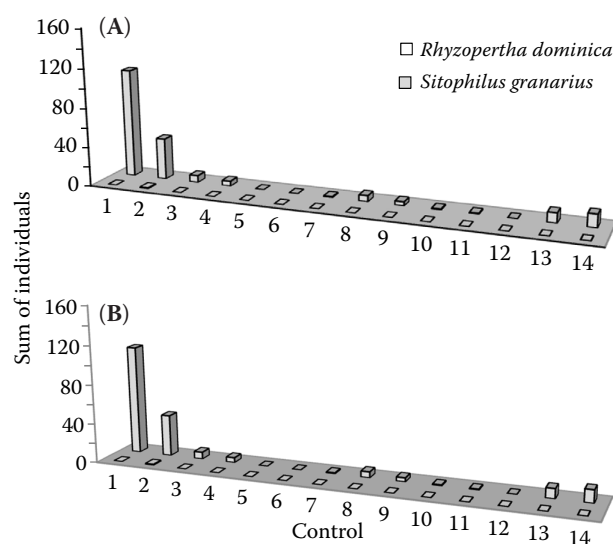 (A)
Rhyzopertha dominica
Sitophilus granarius
160
120
80
40
0
1 2 3 4 5 6 7 8 9 10 11 12 13 14
Sum of individuals
(B)
160
120
80
40
0
1 2 3 4 5 6 7 8 9 10 11 12 13 14
Control